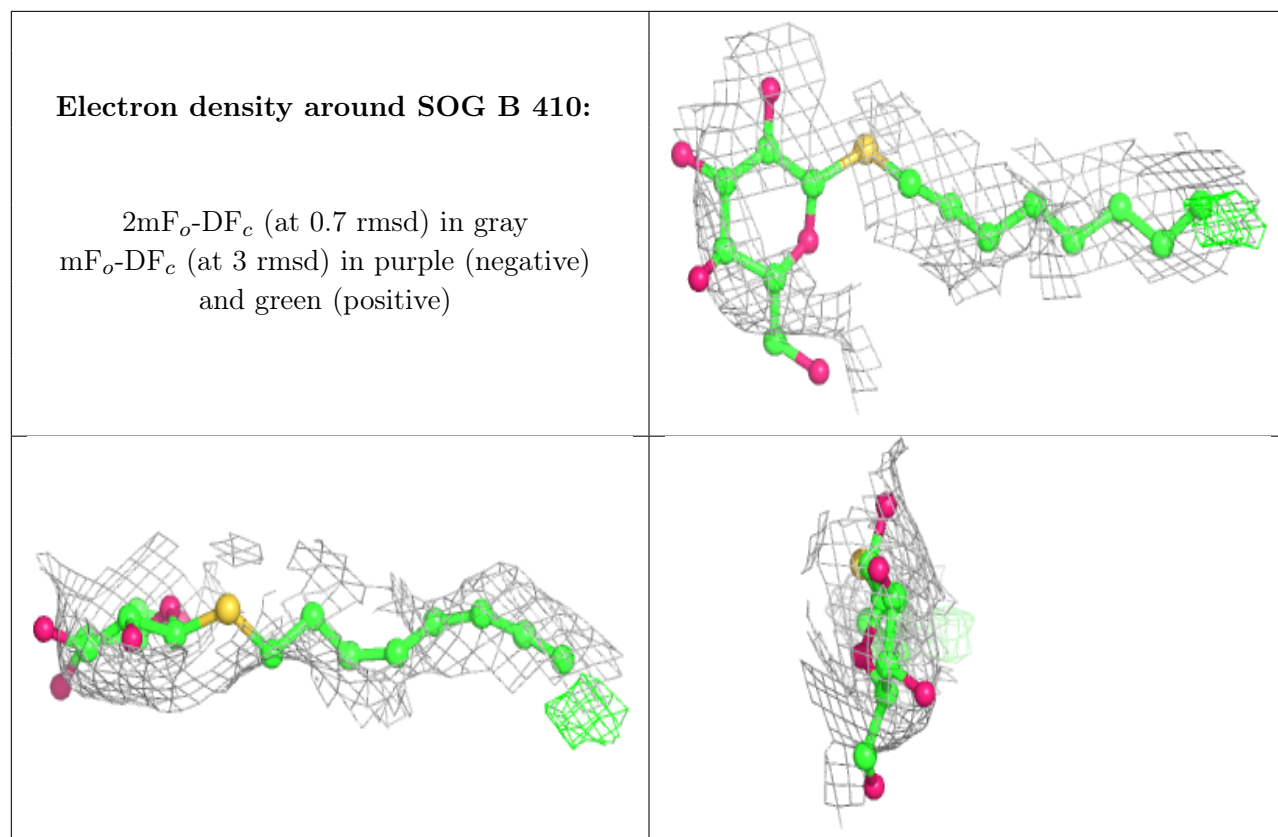 Electron density around SOG B 410:
2mFo-DFc (at 0.7 rmsd) in gray
mFo-DFc (at 3 rmsd) in purple (negative)
and green (positive)